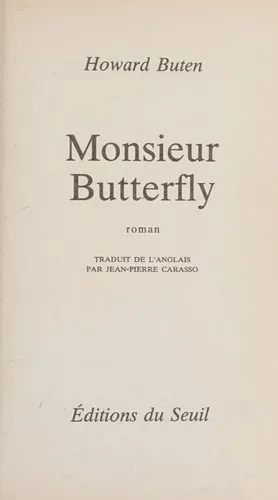 Howard Buten
Monsieur
Butterfly
roman
TRADUIT DE L'ANGLAIS
PAR JEAN-PIERRE CARASSO
Éditions du Seuil